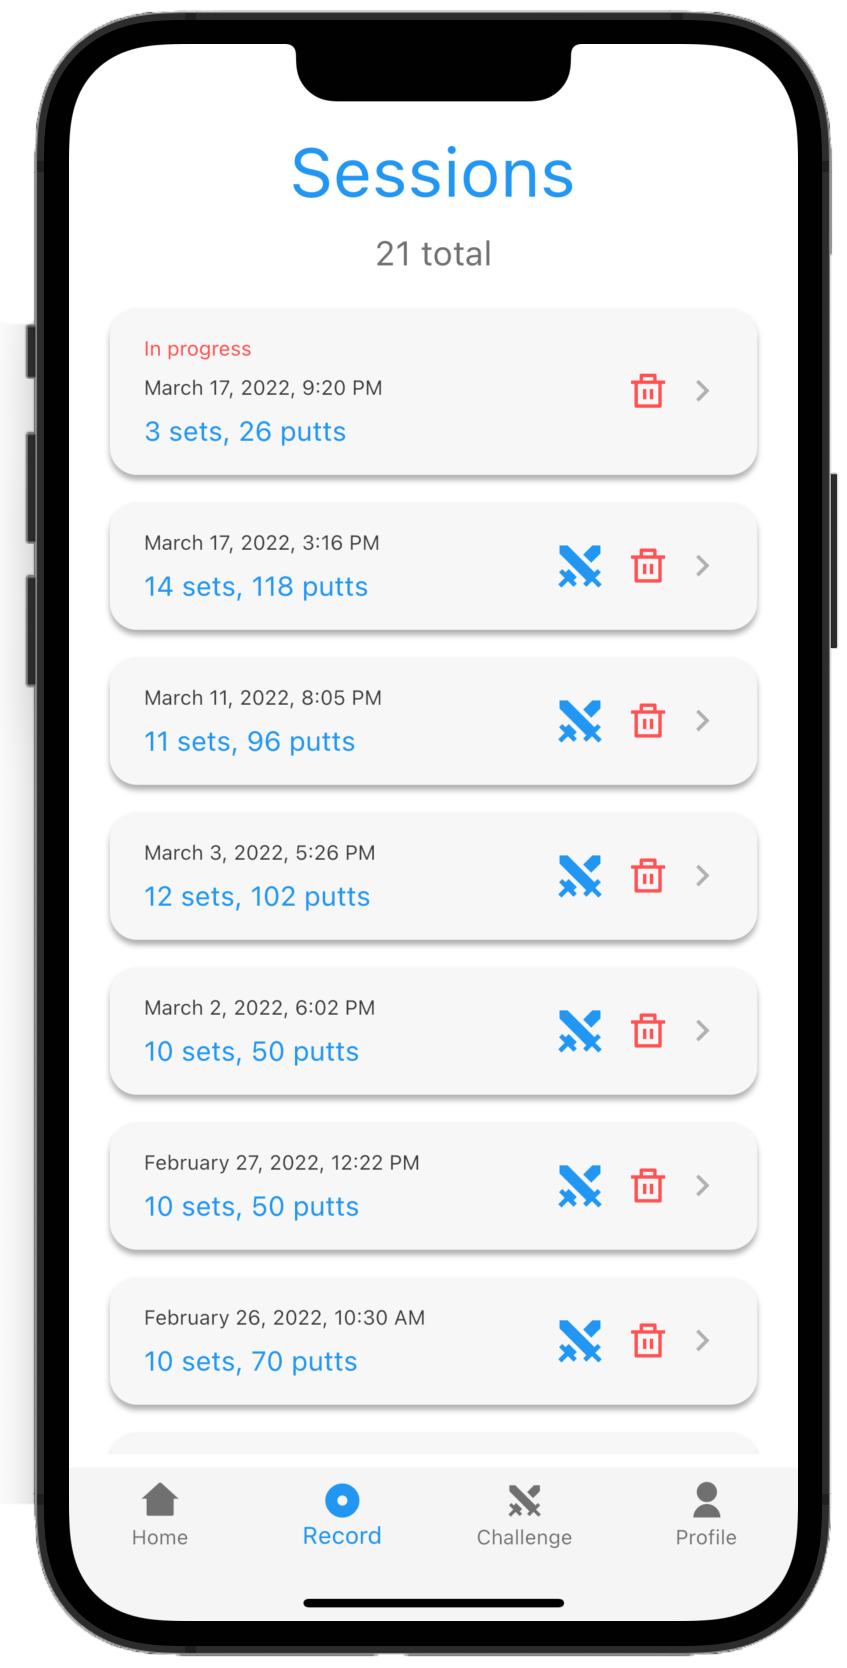 Sessions
21 total
In progress
March 17, 2022, 9:20 PM
3 sets, 26 putts
March 17, 2022, 3:16 PM
14 sets, 118 putts
March 11, 2022, 8:05 PM
11 sets, 96 putts
March 3, 2022, 5:26 PM
12 sets, 102 putts
March 2, 2022, 6:02 PM
10 sets, 50 putts
February 27, 2022, 12:22 PM
10 sets, 50 putts
February 26, 2022, 10:30 AM
10 sets, 70 putts
Home
Record
Challenge
Profile